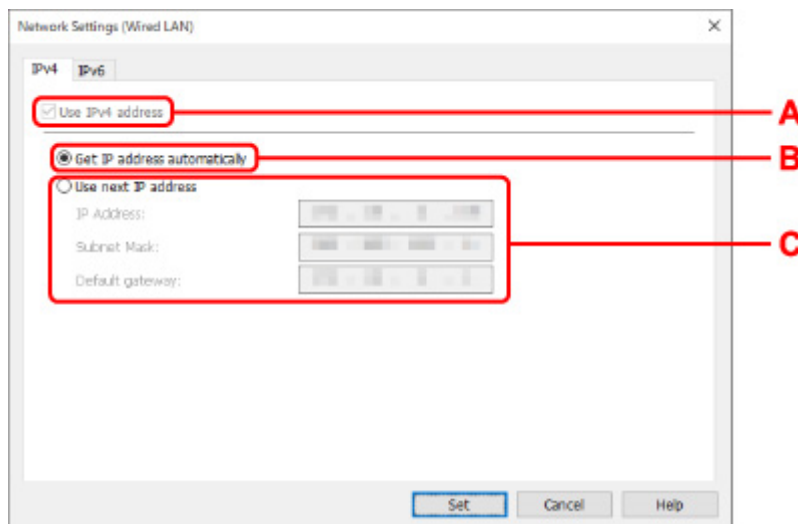 Network Settings (Wired LAN)
IPv4 IPv6
Use IPv4 address
A
Get IP address automatically
B
Use next IP address
IP Address:
Subnet Mask:
C
Default gateway:
Set Cancel Help